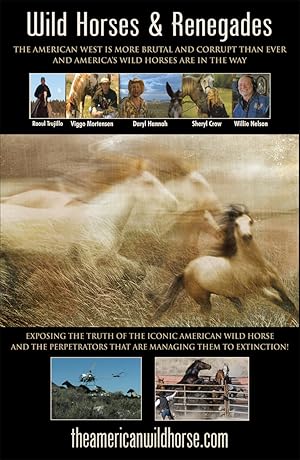 Wild Horses & Renegades
THE AMERICAN WEST IS MORE BRUTAL AND CORRUPT THAN EVER
AND AMERICA'S WILD HORSES ARE IN THE WAY
Raoul Trujillo Viggo Mortensen Daryl Hannah Sheryl Crow Willie Nelson
EXPOSING THE TRUTH OF THE ICONIC AMERICAN WILD HORSE
AND THE PERPETRATORS THAT ARE MANAGING THEM TO EXTINCTION!
theamericanwildhorse.com